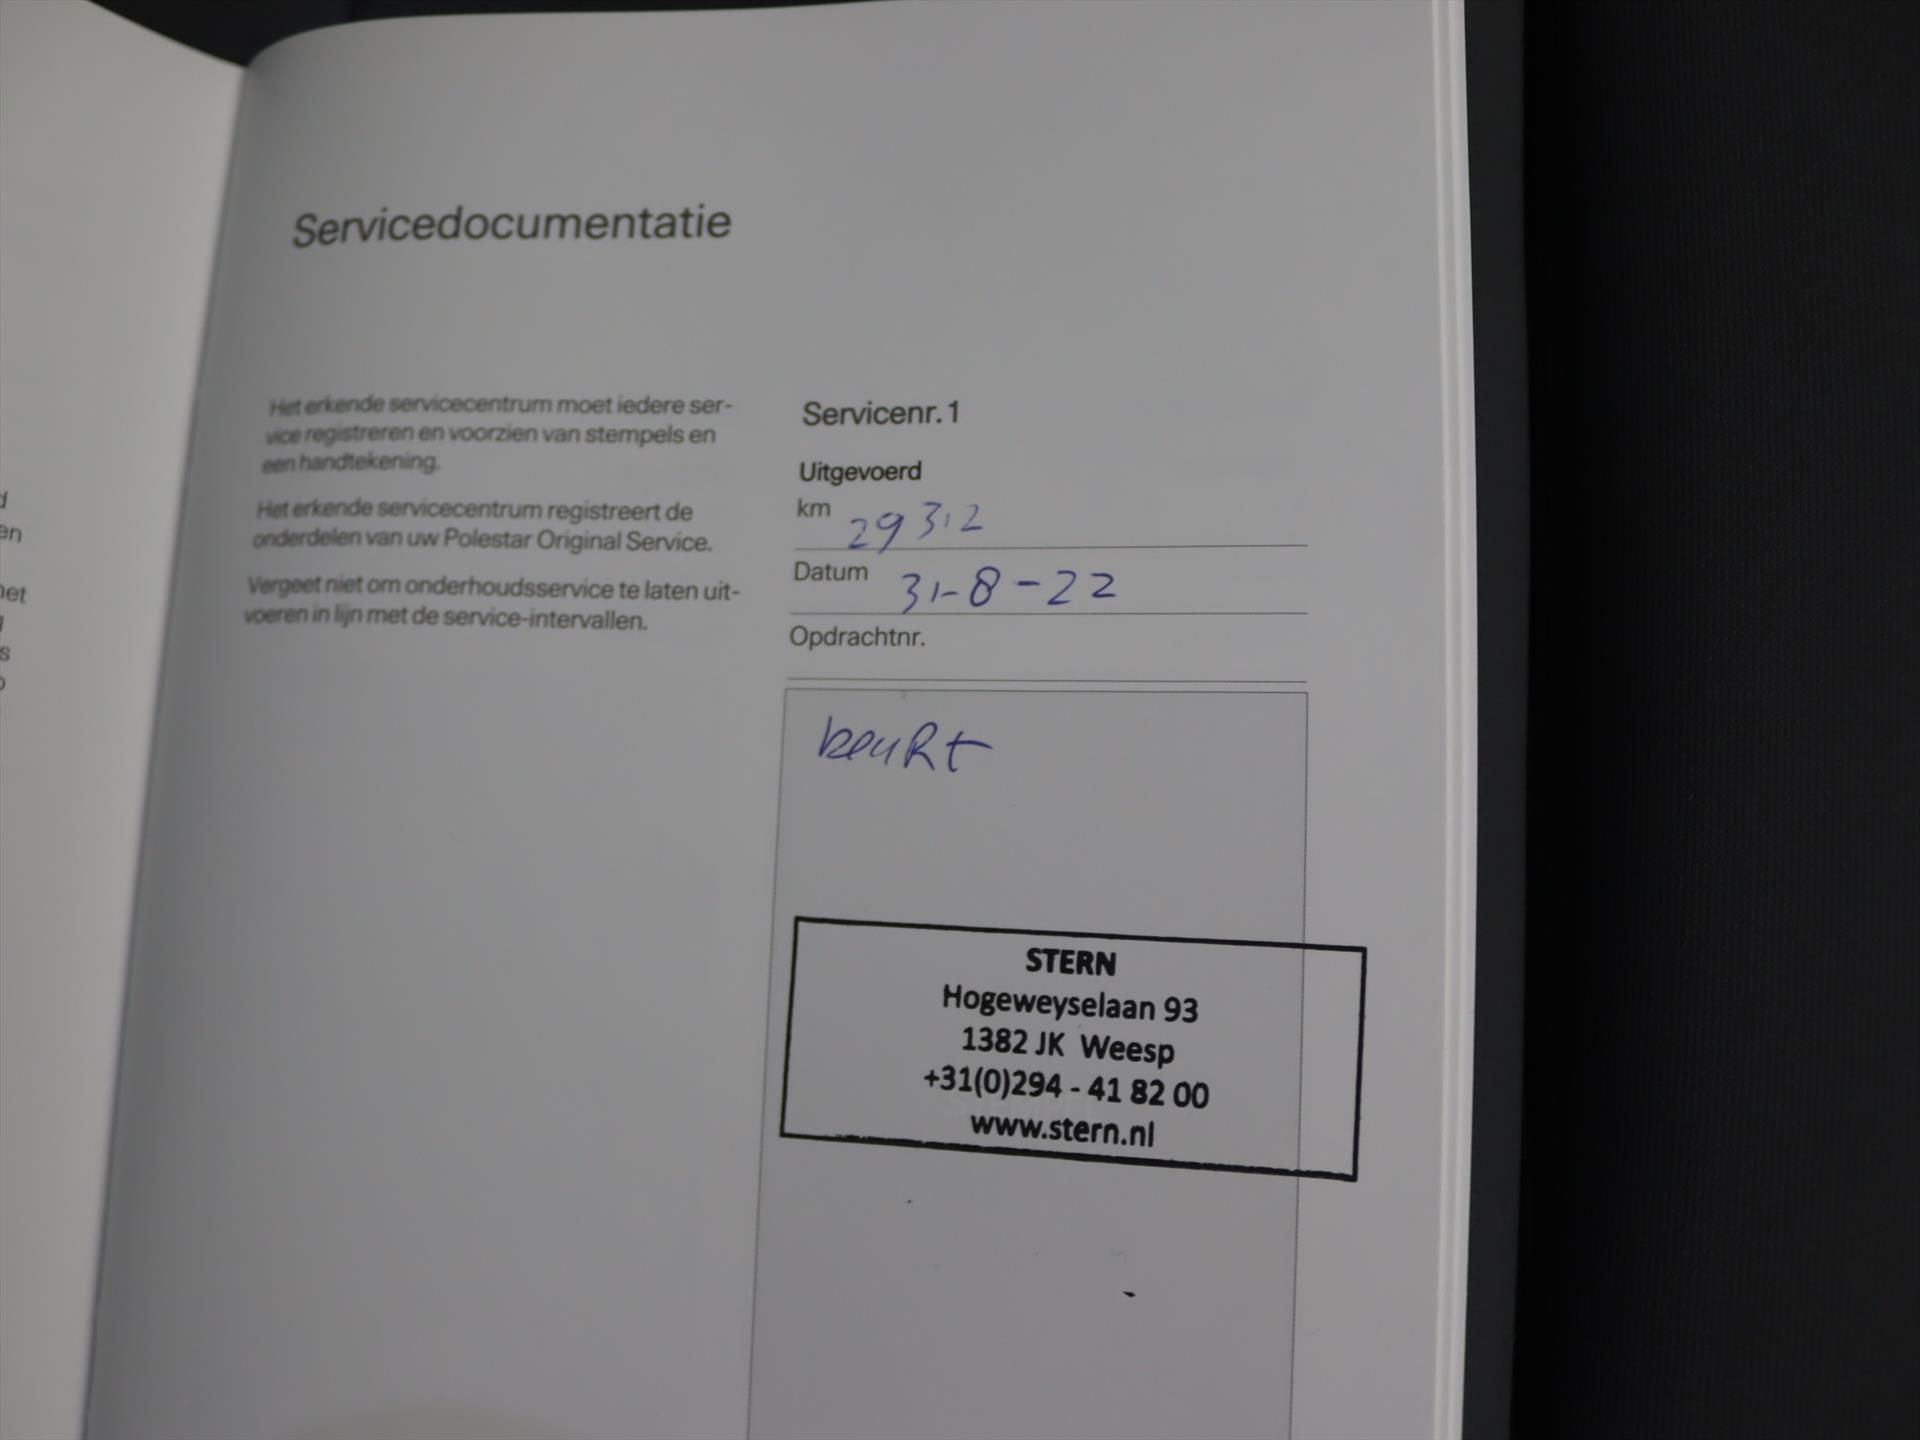 Servicedocumentatie
Het erkende servicecentrum moet iedere ser-
vice registreren en voorzien van stempels en
een handtekening.
Het erkende servicecentrum registreert de
onderdelen van uw Polestar Original Service.
Vergeet niet om onderhoudsservice te laten uit-
voeren in lijn met de service-intervallen.
Servicenr. 1
Uitgevoerd
km 29312
Datum 31-8-22
Opdrachtnr.
beuRt
STERN
Hogeweyselaan 93
1382 JK Weesp
+31(0)294 - 41 82 00
www.stern.nl